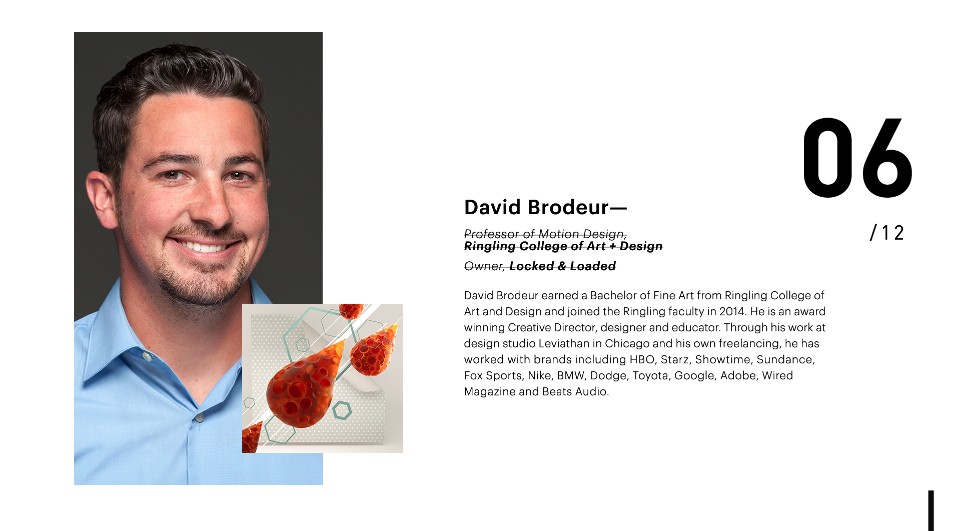 06
/12
David Brodeur—
Professor of Motion Design,
Ringling College of Art + Design
Owner, Locked & Loaded
David Brodeur earned a Bachelor of Fine Art from Ringling College of
Art and Design and joined the Ringling faculty in 2014. He is an award
winning Creative Director, designer and educator. Through his work at
design studio Leviathan in Chicago and his own freelancing, he has
worked with brands including HBO, Starz, Showtime, Sundance,
Fox Sports, Nike, BMW, Dodge, Toyota, Google, Adobe, Wired
Magazine and Beats Audio.